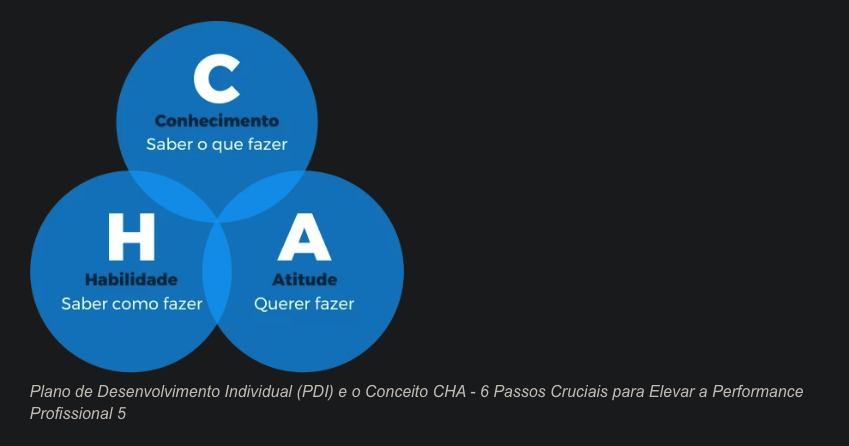 C
Conhecimento
Saber o que fazer
H
Habilidade
Saber como fazer
A
Atitude
Querer fazer
Plano de Desenvolvimento Individual (PDI) e o Conceito CHA - 6 Passos Cruciais para Elevar a Performance
Profissional 5